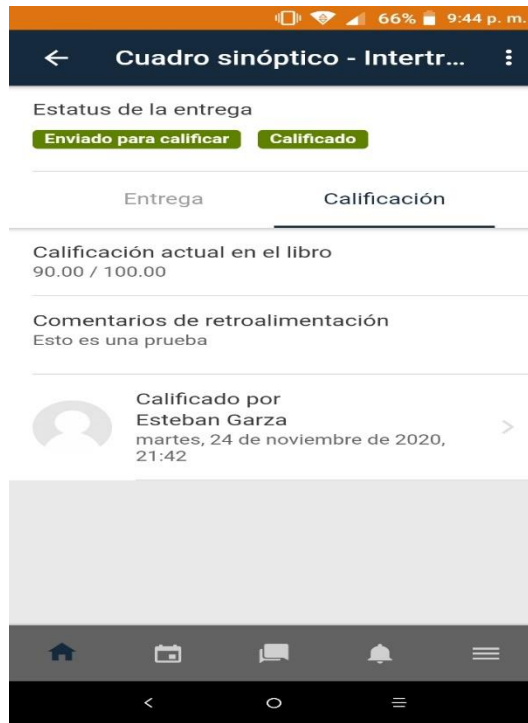 66% 9:44 p. m.
Cuadro sinóptico - Intertr...
Estatus de la entrega
Enviado para calificar Calificado
Entrega Calificación
Calificación actual en el libro
90.00 / 100.00
Comentarios de retroalimentación
Esto es una prueba
Calificado por
Esteban Garza
martes, 24 de noviembre de 2020,
21:42